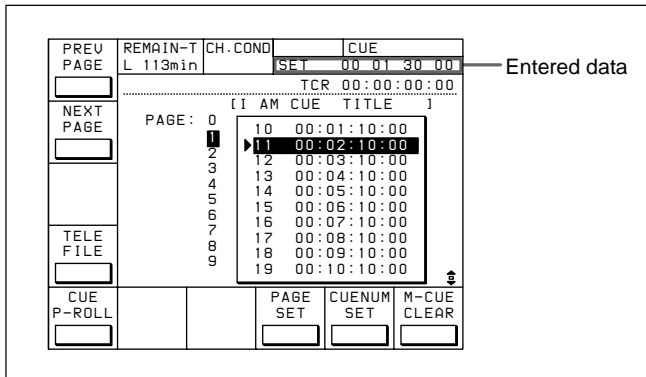 PREV PAGE
REMAIN-T
L 113min
CH.COND
CUE
SET 00 01 30 00
Entered data
TCR 00:00:00:00
NEXT PAGE
[I AM CUE TITLE ]
PAGE: 0
1
2
3
4
5
6
7
8
9
10 00:01:10:00
11 00:02:10:00
12 00:03:10:00
13 00:04:10:00
14 00:05:10:00
15 00:06:10:00
16 00:07:10:00
17 00:08:10:00
18 00:09:10:00
19 00:10:10:00
TELE FILE
CUE P-ROLL
PAGE SET
CUENUM SET
M-CUE CLEAR